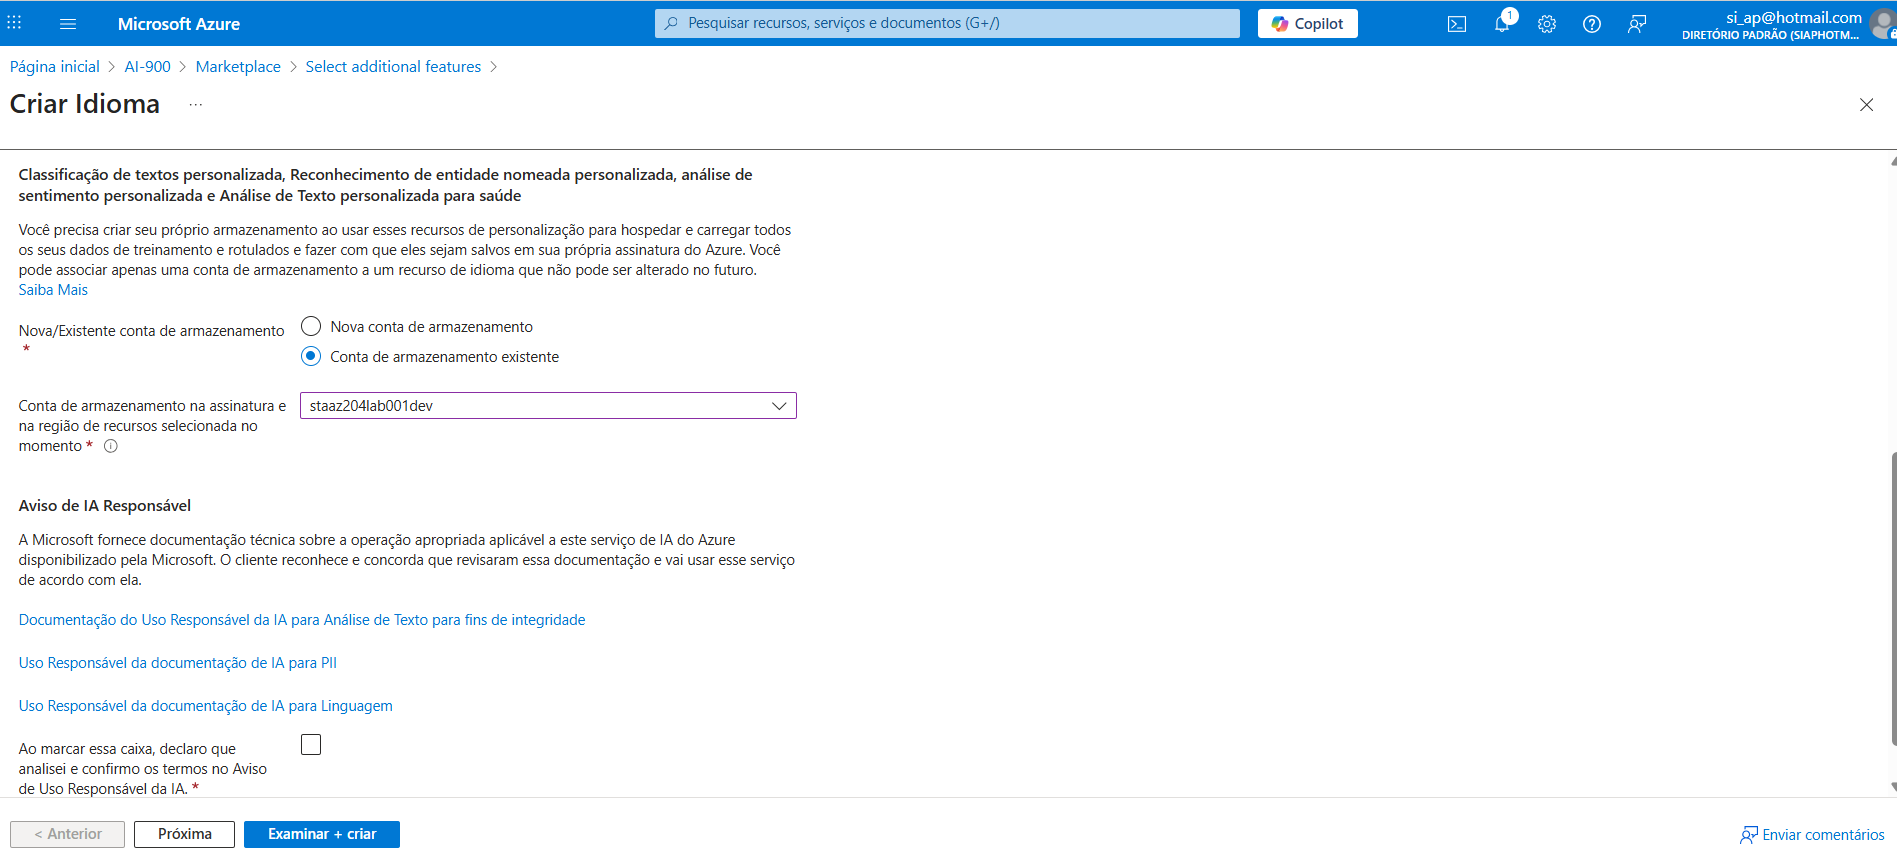 Microsoft Azure
Pesquisar recursos, serviços e documentos (G+/)
Copilot
1
si_ap@hotmail.com
DIRETÓRIO PADRÃO (SIAPHOTM...
Página inicial > AI-900 > Marketplace > Select additional features >
Criar Idioma ...
Classificação de textos personalizada, Reconhecimento de entidade nomeada personalizada, análise de
sentimento personalizada e Análise de Texto personalizada para saúde
Você precisa criar seu próprio armazenamento ao usar esses recursos de personalização para hospedar e carregar todos
os seus dados de treinamento e rotulados e fazer com que eles sejam salvos em sua própria assinatura do Azure. Você
pode associar apenas uma conta de armazenamento a um recurso de idioma que não pode ser alterado no futuro.
Saiba Mais
Nova/Existente conta de armazenamento
*
Nova conta de armazenamento
Conta de armazenamento existente
Conta de armazenamento na assinatura e
na região de recursos selecionada no
momento *
staaz204lab001dev
Aviso de IA Responsável
A Microsoft fornece documentação técnica sobre a operação apropriada aplicável a este serviço de IA do Azure
disponibilizado pela Microsoft. O cliente reconhece e concorda que revisaram essa documentação e vai usar esse serviço
de acordo com ela.
Documentação do Uso Responsável da IA para Análise de Texto para fins de integridade
Uso Responsável da documentação de IA para PII
Uso Responsável da documentação de IA para Linguagem
Ao marcar essa caixa, declaro que
analisei e confirmo os termos no Aviso
de Uso Responsável da IA. *
< Anterior
Próxima
Examinar + criar
Enviar comentários